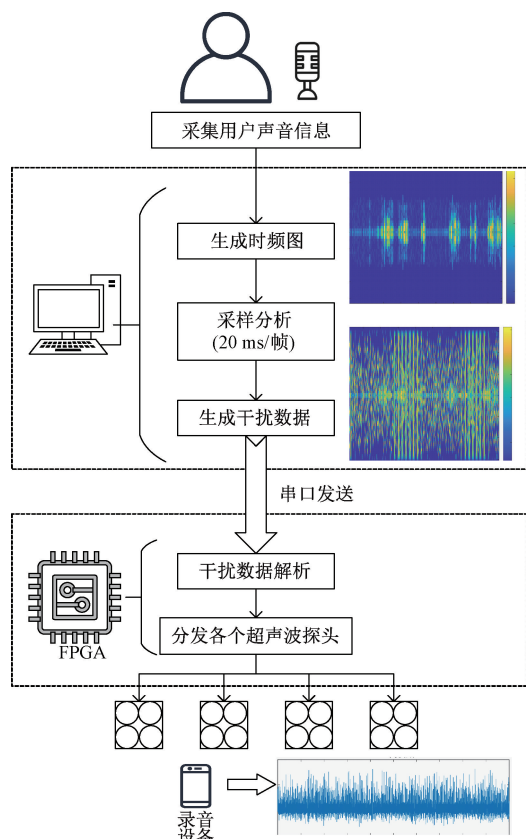 采集用户声音信息
生成时频图
采样分析
(20 ms/帧)
生成干扰数据
串口发送
干扰数据解析
分发各个超声波探头
FPGA
录音
设备